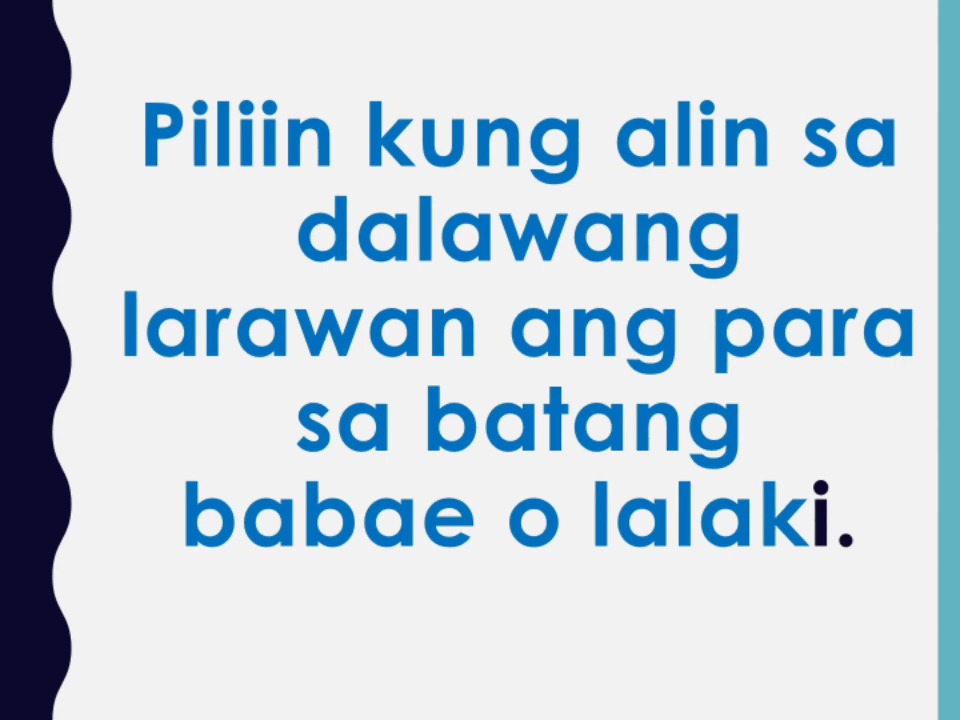 Piliin kung alin sa
dalawang
larawan ang para
sa batang
babae o lalaki.